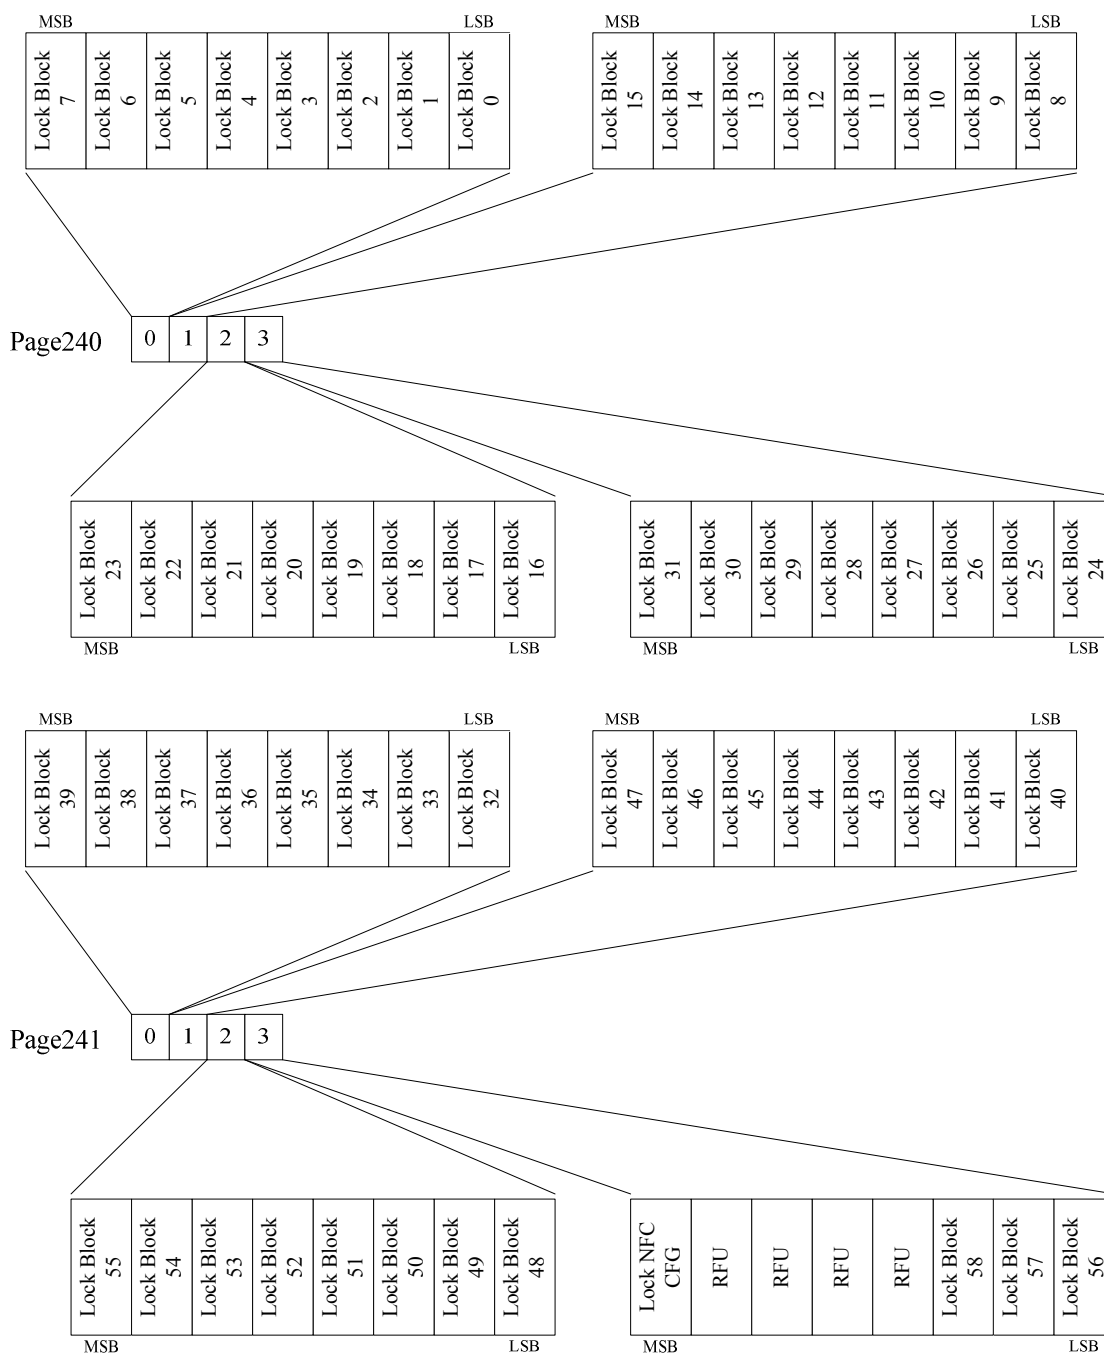 MSB LSB
Lock Block 7
Lock Block 6
Lock Block 5
Lock Block 4
Lock Block 3
Lock Block 2
Lock Block 1
Lock Block 0
MSB LSB
Lock Block 15
Lock Block 14
Lock Block 13
Lock Block 12
Lock Block 11
Lock Block 10
Lock Block 9
Lock Block 8
Page240 0 1 2 3
Lock Block 23
Lock Block 22
Lock Block 21
Lock Block 20
Lock Block 19
Lock Block 18
Lock Block 17
Lock Block 16
MSB LSB
Lock Block 31
Lock Block 30
Lock Block 29
Lock Block 28
Lock Block 27
Lock Block 26
Lock Block 25
Lock Block 24
MSB LSB
MSB LSB
Lock Block 39
Lock Block 38
Lock Block 37
Lock Block 36
Lock Block 35
Lock Block 34
Lock Block 33
Lock Block 32
MSB LSB
Lock Block 47
Lock Block 46
Lock Block 45
Lock Block 44
Lock Block 43
Lock Block 42
Lock Block 41
Lock Block 40
Page241 0 1 2 3
Lock Block 55
Lock Block 54
Lock Block 53
Lock Block 52
Lock Block 51
Lock Block 50
Lock Block 49
Lock Block 48
MSB LSB
Lock NFC CFG
RFU
RFU
RFU
RFU
Lock Block 58
Lock Block 57
Lock Block 56
MSB LSB